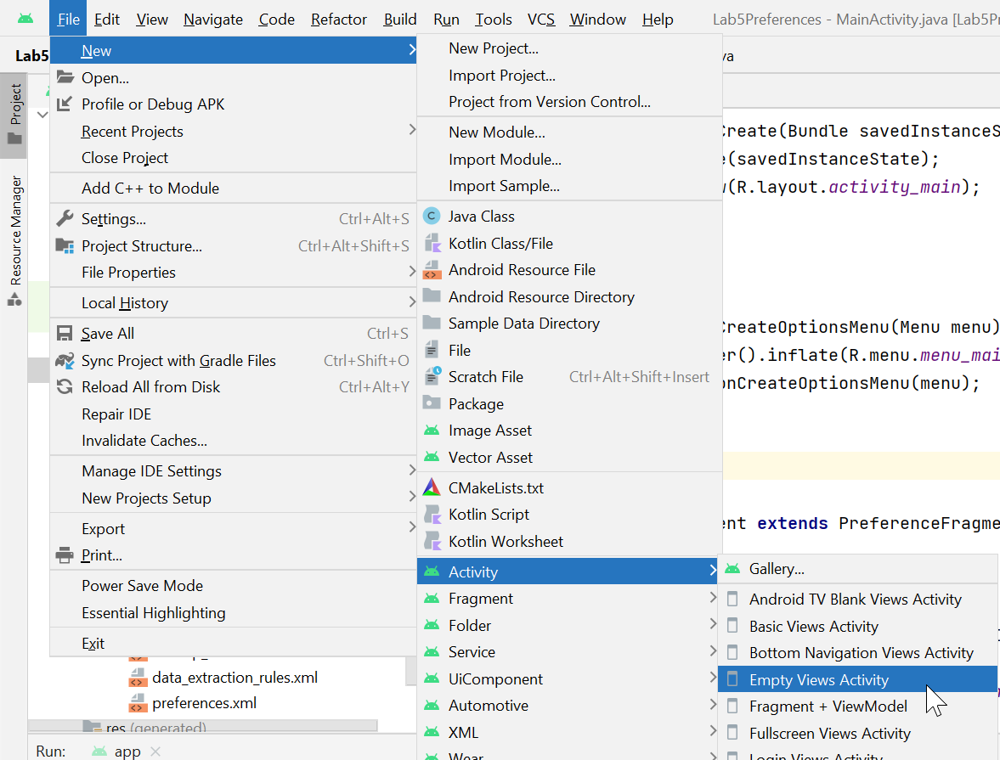 File Edit View Navigate Code Refactor Build Run Tools VCS Window Help Lab5Preferences - MainActivity.java [Lab5Pr
Lab5
Project
Resource Manager
New
Open...
Profile or Debug APK
Recent Projects
Close Project
Add C++ to Module
Settings... Ctrl+Alt+S
Project Structure... Ctrl+Alt+Shift+S
File Properties
Local History
Save All Ctrl+S
Sync Project with Gradle Files Ctrl+Shift+O
Reload All from Disk Ctrl+Alt+Y
Repair IDE
Invalidate Caches...
Manage IDE Settings
New Projects Setup
Export
Print...
Power Save Mode
Essential Highlighting
Exit
data_extraction_rules.xml
preferences.xml
res (generated)
Run: app
New Project...
Import Project...
Project from Version Control...
New Module...
Import Module...
Import Sample...
Java Class
Kotlin Class/File
Android Resource File
Android Resource Directory
Sample Data Directory
File
Scratch File Ctrl+Alt+Shift+Insert
Package
Image Asset
Vector Asset
CMakeLists.txt
Kotlin Script
Kotlin Worksheet
Activity
Fragment
Folder
Service
UiComponent
Automotive
XML
Wear
va
Create(Bundle savedInstanceS
e(savedInstanceState);
w(R.layout.activity_main);
CreateOptionsMenu(Menu menu)
er().inflate(R.menu.menu_mai
onCreateOptionsMenu(menu);
ent extends PreferenceFragme
Gallery...
Android TV Blank Views Activity
Basic Views Activity
Bottom Navigation Views Activity
Empty Views Activity
Fragment + ViewModel
Fullscreen Views Activity
Login Views Activity